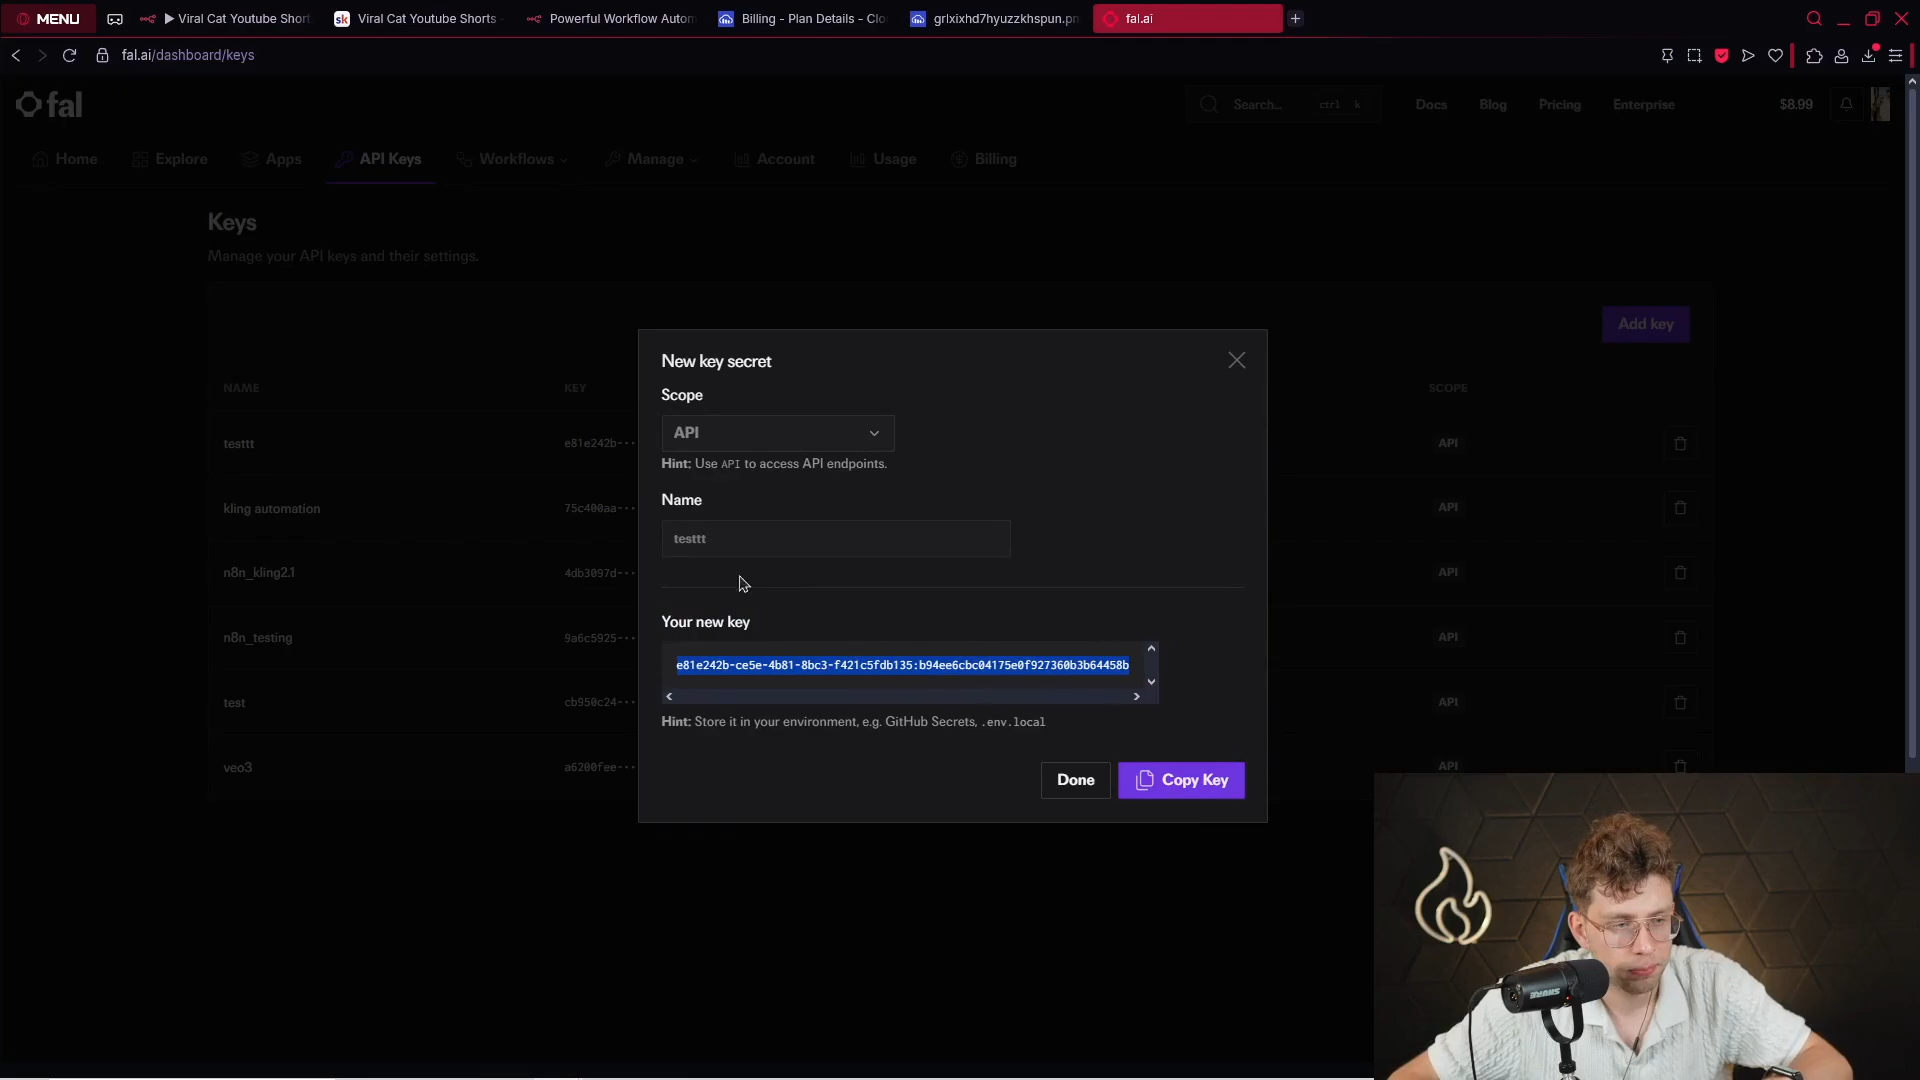 MENU
▶ Viral Cat Youtube Short
sk Viral Cat Youtube Shorts -
Powerful Workflow Autom
Billing - Plan Details - Clo
grlxixhd7hyuzzkhspun.pn
fal.ai
fal.ai/dashboard/keys
fal
Search...
ctrl k
Docs
Blog
Pricing
Enterprise
$8.99
Home
Explore
Apps
API Keys
Workflows
Manage
Account
Usage
Billing
Keys
Manage your API keys and their settings.
Add key
NAME
KEY
SCOPE
testtt
e81e242b-··
API
kling automation
75c400aa-··
API
n8n_kling2.1
4db3097d-··
API
n8n_testing
9a6c5925-··
API
test
cb950c24-··
API
veo3
a6200fee-··
API
New key secret
Scope
API
Hint: Use API to access API endpoints.
Name
testtt
Your new key
e81e242b-ce5e-4b81-8bc3-f421c5fdb135:b94ee6cbc04175e0f927360b3b64458b
Hint: Store it in your environment, e.g. GitHub Secrets, .env.local
Done
Copy Key
SHURE